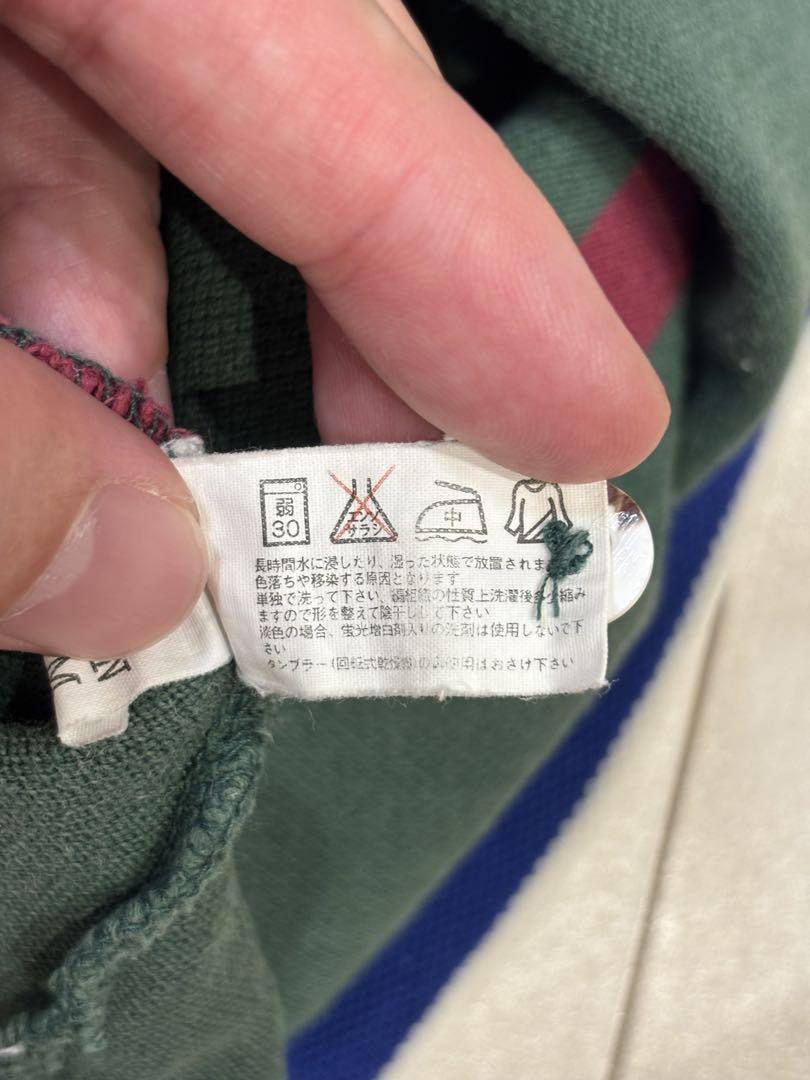 弱
30
エンソ
サラシ
中
長時間水に浸したり、湿った状態で放置されま
色落ちや移染する原因となります
単独で洗って下さい。編組織の性質上洗濯後多少縮み
ますので形を整えて陰干しして下さい
淡色の場合、蛍光増白剤入りの洗剤は使用しないで下
さい
タンブラー(回転式乾燥機)のお使用はおさけ下さい